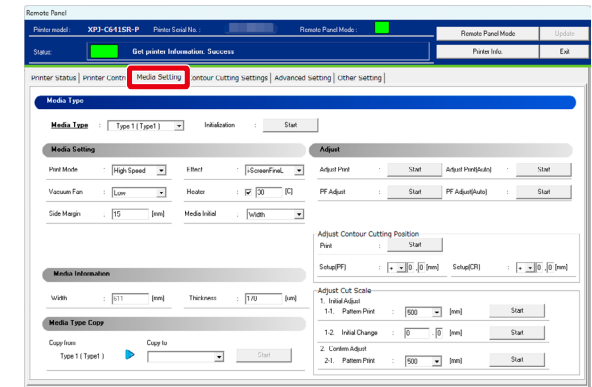 Remote Panel
Printer model : XPJ-C641SR-P Printer Serial No. : Remote Panel Mode :
Remote Panel Mode Update
Status: Get printer Information. Success
Printer Info. Exit
Printer Status Printer Contr Media Setting Contour Cutting Settings Advanced Setting Other Setting
Media Type
Media Type : Type 1 ( Type1 ) Initialization : Start
Media Setting Adjust
Print Mode : High Speed Effect : iScreenFineL Adjust Print : Start Adjust Print(Auto) : Start
Vacuum Fan : Low Heater : 30 [C] PF Adjust : Start PF Adjust(Auto) : Start
Side Margin : 15 [mm] Media Initial : Width
Adjust Contour Cutting Position
Print : Start
Setup(PF) : + 0 . 0 [mm] Setup(CR) : + 0 . 0 [mm]
Media Information
Width : 611 [mm] Thickness : 170 [um]
Adjust Cut Scale
1. Initial Adjust
1-1. Pattern Print : 500 [mm] Start
1-2. Initial Change : 0 . 0 [mm] Start
2. Confirm Adjust
2-1. Pattern Print : 500 [mm] Start
Media Type Copy
Copy from Copy to
Type 1 ( Type1 ) Start